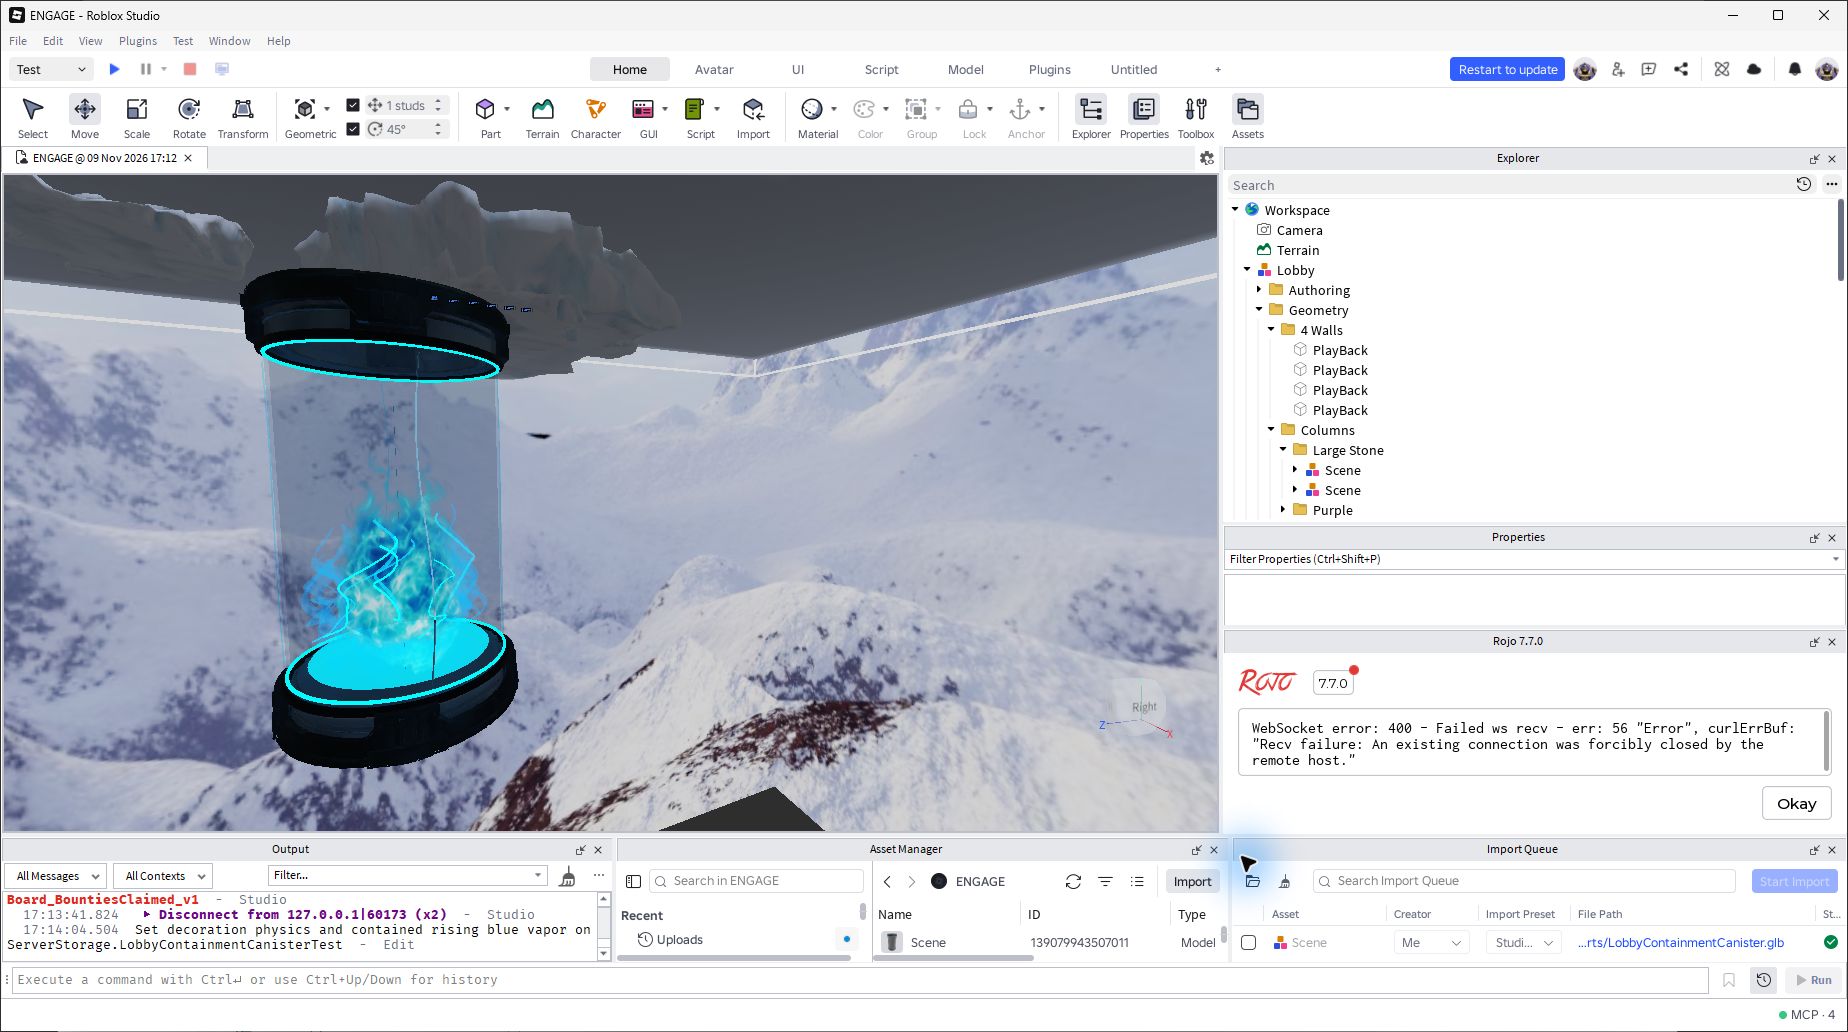 ENGAGE - Roblox Studio
File Edit View Plugins Test Window Help
Test
Home Avatar UI Script Model Plugins Untitled +
Restart to update
Select Move Scale Rotate Transform Geometric 1 studs 45° Part Terrain Character GUI Script Import Material Color Group Lock Anchor Explorer Properties Toolbox Assets
ENGAGE @ 09 Nov 2026 17:12
Right
Z
X
Explorer
Search
Workspace
Camera
Terrain
Lobby
Authoring
Geometry
4 Walls
PlayBack
PlayBack
PlayBack
PlayBack
Columns
Large Stone
Scene
Scene
Purple
Properties
Filter Properties (Ctrl+Shift+P)
Rojo 7.7.0
ROJO 7.7.0
WebSocket error: 400 - Failed ws recv - err: 56 "Error", curlErrBuf:
"Recv failure: An existing connection was forcibly closed by the
remote host."
Okay
Output
All Messages All Contexts Filter... ...
Board_BountiesClaimed_v1 - Studio
17:13:41.824 Disconnect from 127.0.0.1|60173 (x2) - Studio
17:14:04.504 Set decoration physics and contained rising blue vapor on
ServerStorage.LobbyContainmentCanisterTest - Edit
Asset Manager
Search in ENGAGE
Recent
Uploads
ENGAGE
Import
Name ID Type
Scene 139079943507011 Model
Import Queue
Search Import Queue
Start Import
Asset Creator Import Preset File Path St...
Scene Me Studi... ...rts/LobbyContainmentCanister.glb
Execute a command with Ctrl↵ or use Ctrl+Up/Down for history
Run
MCP · 4